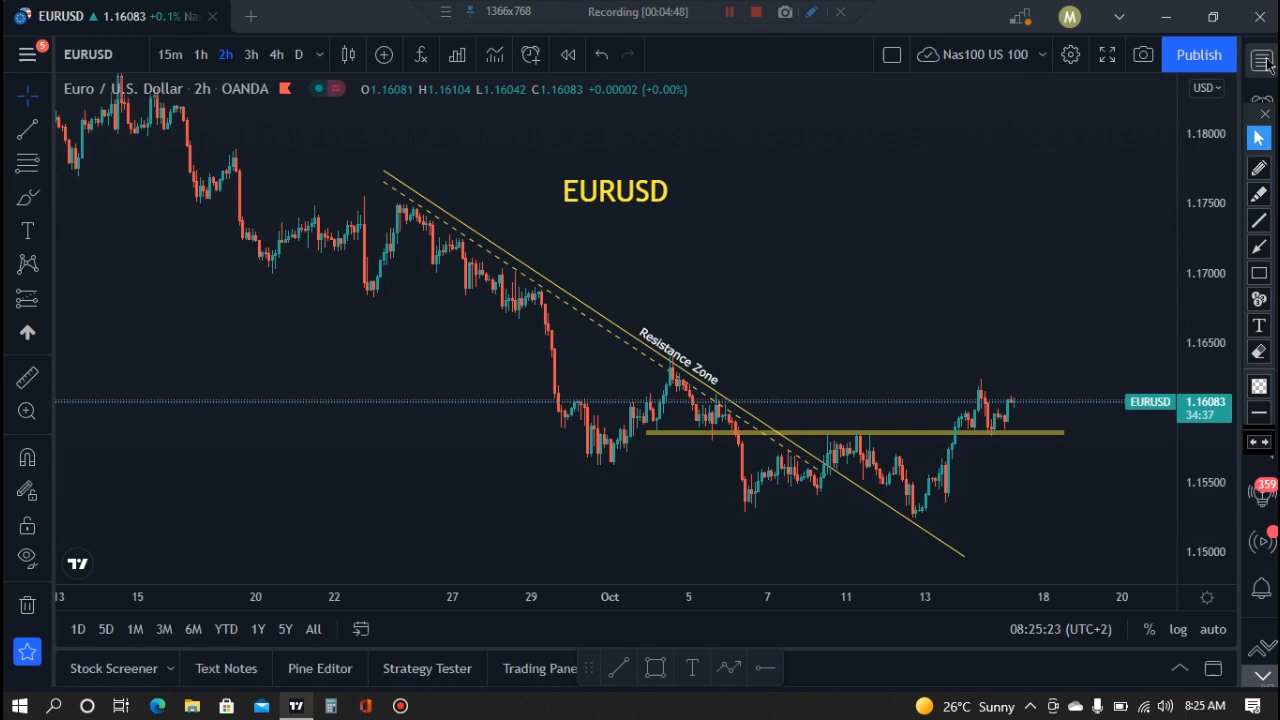 EURUSD ▲ 1.16083 +0.1% Nas
1366x768
Recording [00:04:48]
M
5
EURUSD
15m 1h 2h 3h 4h D
Nas100 US 100
Publish
Euro / U.S. Dollar · 2h · OANDA
O1.16081 H1.16104 L1.16042 C1.16083 +0.00002 (+0.00%)
USD
1.18000
EURUSD
1.17500
1.17000
1.16500
Resistance Zone
EURUSD 1.16083
34:37
1.15500
359
1.15000
13 15 20 22 27 29 Oct 5 7 11 13 18 20
1D 5D 1M 3M 6M YTD 1Y 5Y All
08:25:23 (UTC+2)
% log auto
Stock Screener
Text Notes
Pine Editor
Strategy Tester
Trading Pane
T
26°C Sunny
8:25 AM